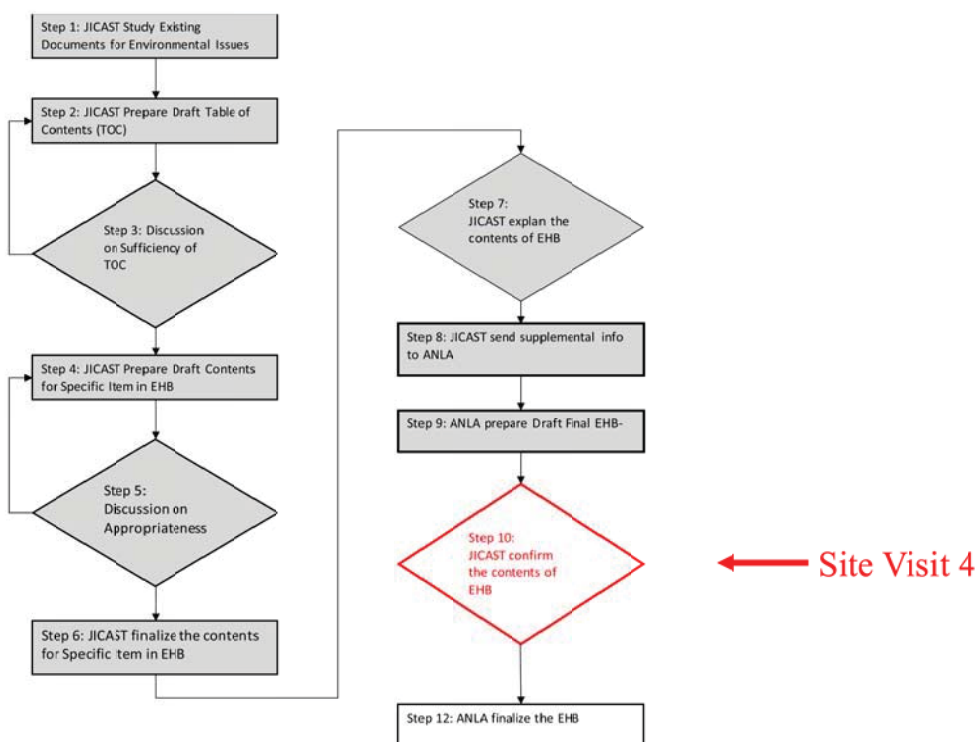 Step 1: JICAST Study Existing
Documents for Environmental Issues
Step 2: JICAST Prepare Draft Table of
Contents (TOC)
Step 3: Discussion
on Sufficiency of
TOC
Step 4: JICAST Prepare Draft Contents
for Specific Item in EHB
Step 5:
Discussion on
Appropriateness
Step 6: JICAST finalize the contents
for Specific Item in EHB
Step 7:
JICAST explan the
contents of EHB
Step 8: JICAST send supplemental info
to ANLA
Step 9: ANLA prepare Draft Final EHB-
Step 10:
JICAST confirm
the contents of
EHB
Site Visit 4
Step 12: ANLA finalize the EHB